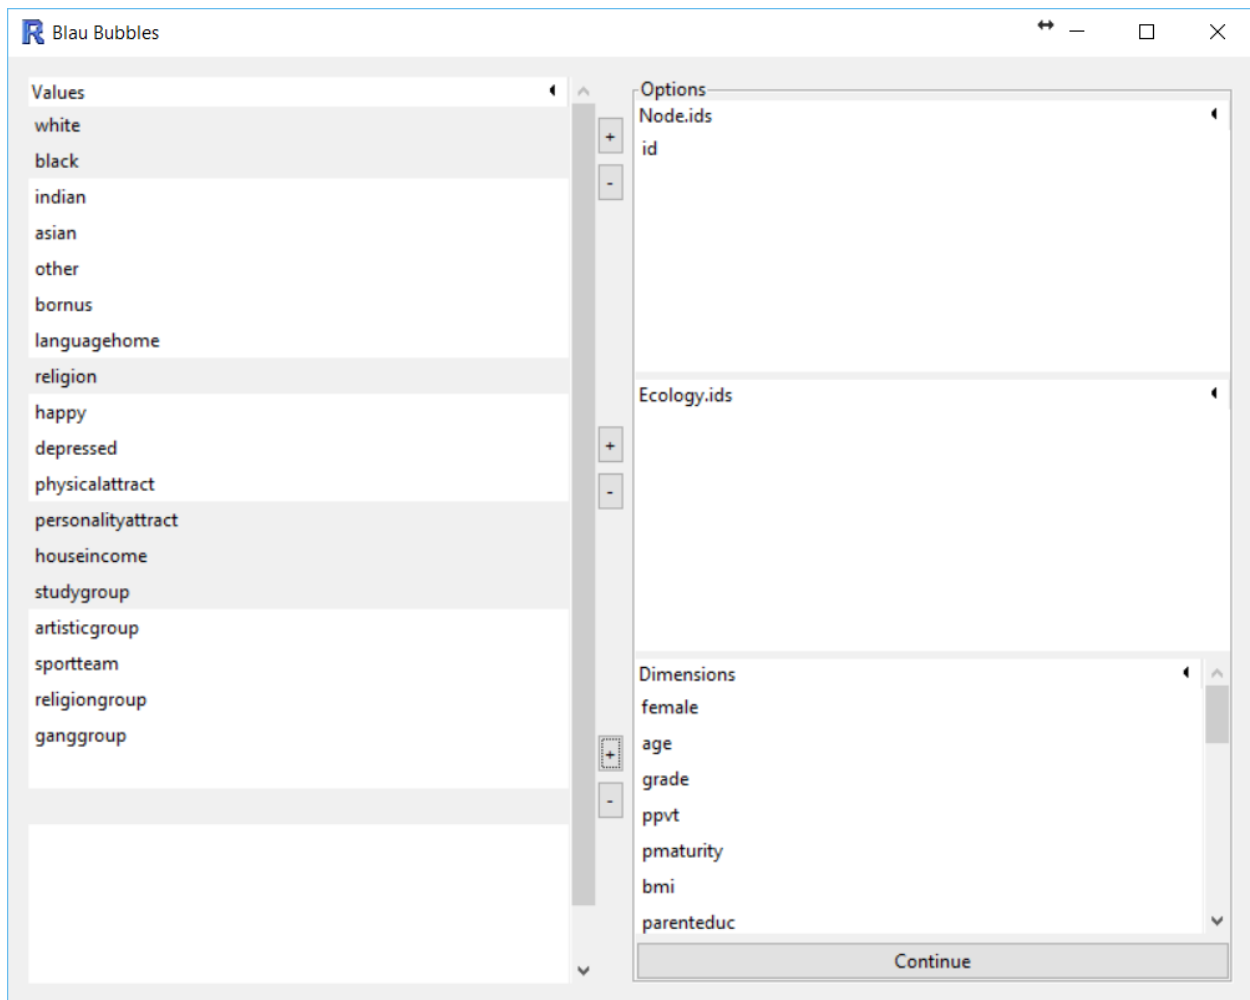 Blau Bubbles
Values
white
black
indian
asian
other
bornus
languagehome
religion
happy
depressed
physicalattract
personalityattract
houseincome
studygroup
artisticgroup
sportteam
religiongroup
ganggroup
+
-
+
-
+
-
Options
Node.ids
id
Ecology.ids
Dimensions
female
age
grade
ppvt
pmaturity
bmi
parenteduc
Continue